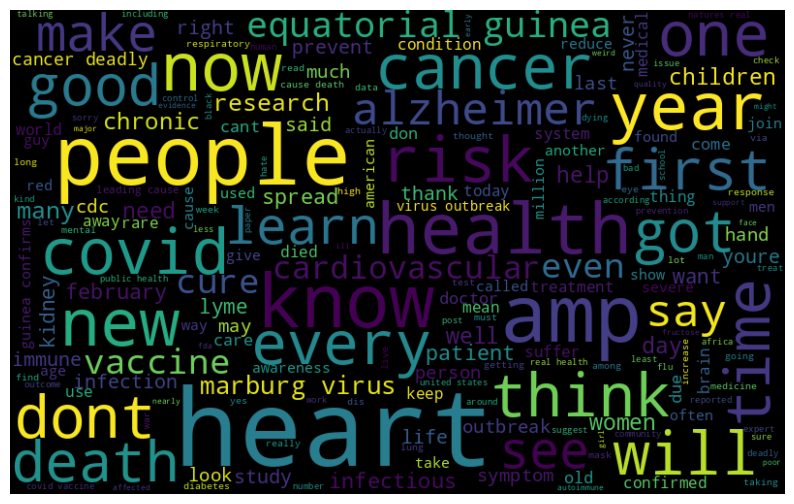 talking
including
make
right
equatorial guinea
one
natures real
respiratory
human
early
weird
cancer deadly
prevent
condition
reduce
never
medical
issue
check
good
now
cancer
last
children
read
cause death
data
quality
might
year
research
much
alzheimer
dying
control
evidence
black
chronic
cant
said
sorry
major
world
guy
don
system
found
join
via
actually
thought
another
come
long
people
risk
first
red
leading cause
used
spread
hate
high
american
thank
today
help
thing
bad
eye
school
response
according
prevention
men
kind
many
cdc
away
rare
cause
week
less
paper
virus outbreak
million
let
need
give
died
learn
health
got
support
hand
face
mental
covid
even
lot
man
youre
treat
guinea confirms
public health
cure
cardiovascular
show
want
ill
test
called
treatment
severe
february
know
doctor
mean
post
must
africa
increase
fructose
kidney
new
lyme
way
may
care
fda
every
amp
say
time
well
suffer
day
least
flu
immune
vaccine
awareness
patient
real health
due
brain
going
age
infection
person
getting
among
medicine
find
outcome
use
marburg virus
keep
live
united states
think
women
often
reported
nearly
yes
work
dis
life
around
outbreak
suggest
girl
community
expert
sure
dont
heart
really
lung
see
will
mask
deadly
poor
death
look
study
take
infectious
symptom
old
confirmed
taking
covid vaccine
affected
was
diabetes
number
autoimmune